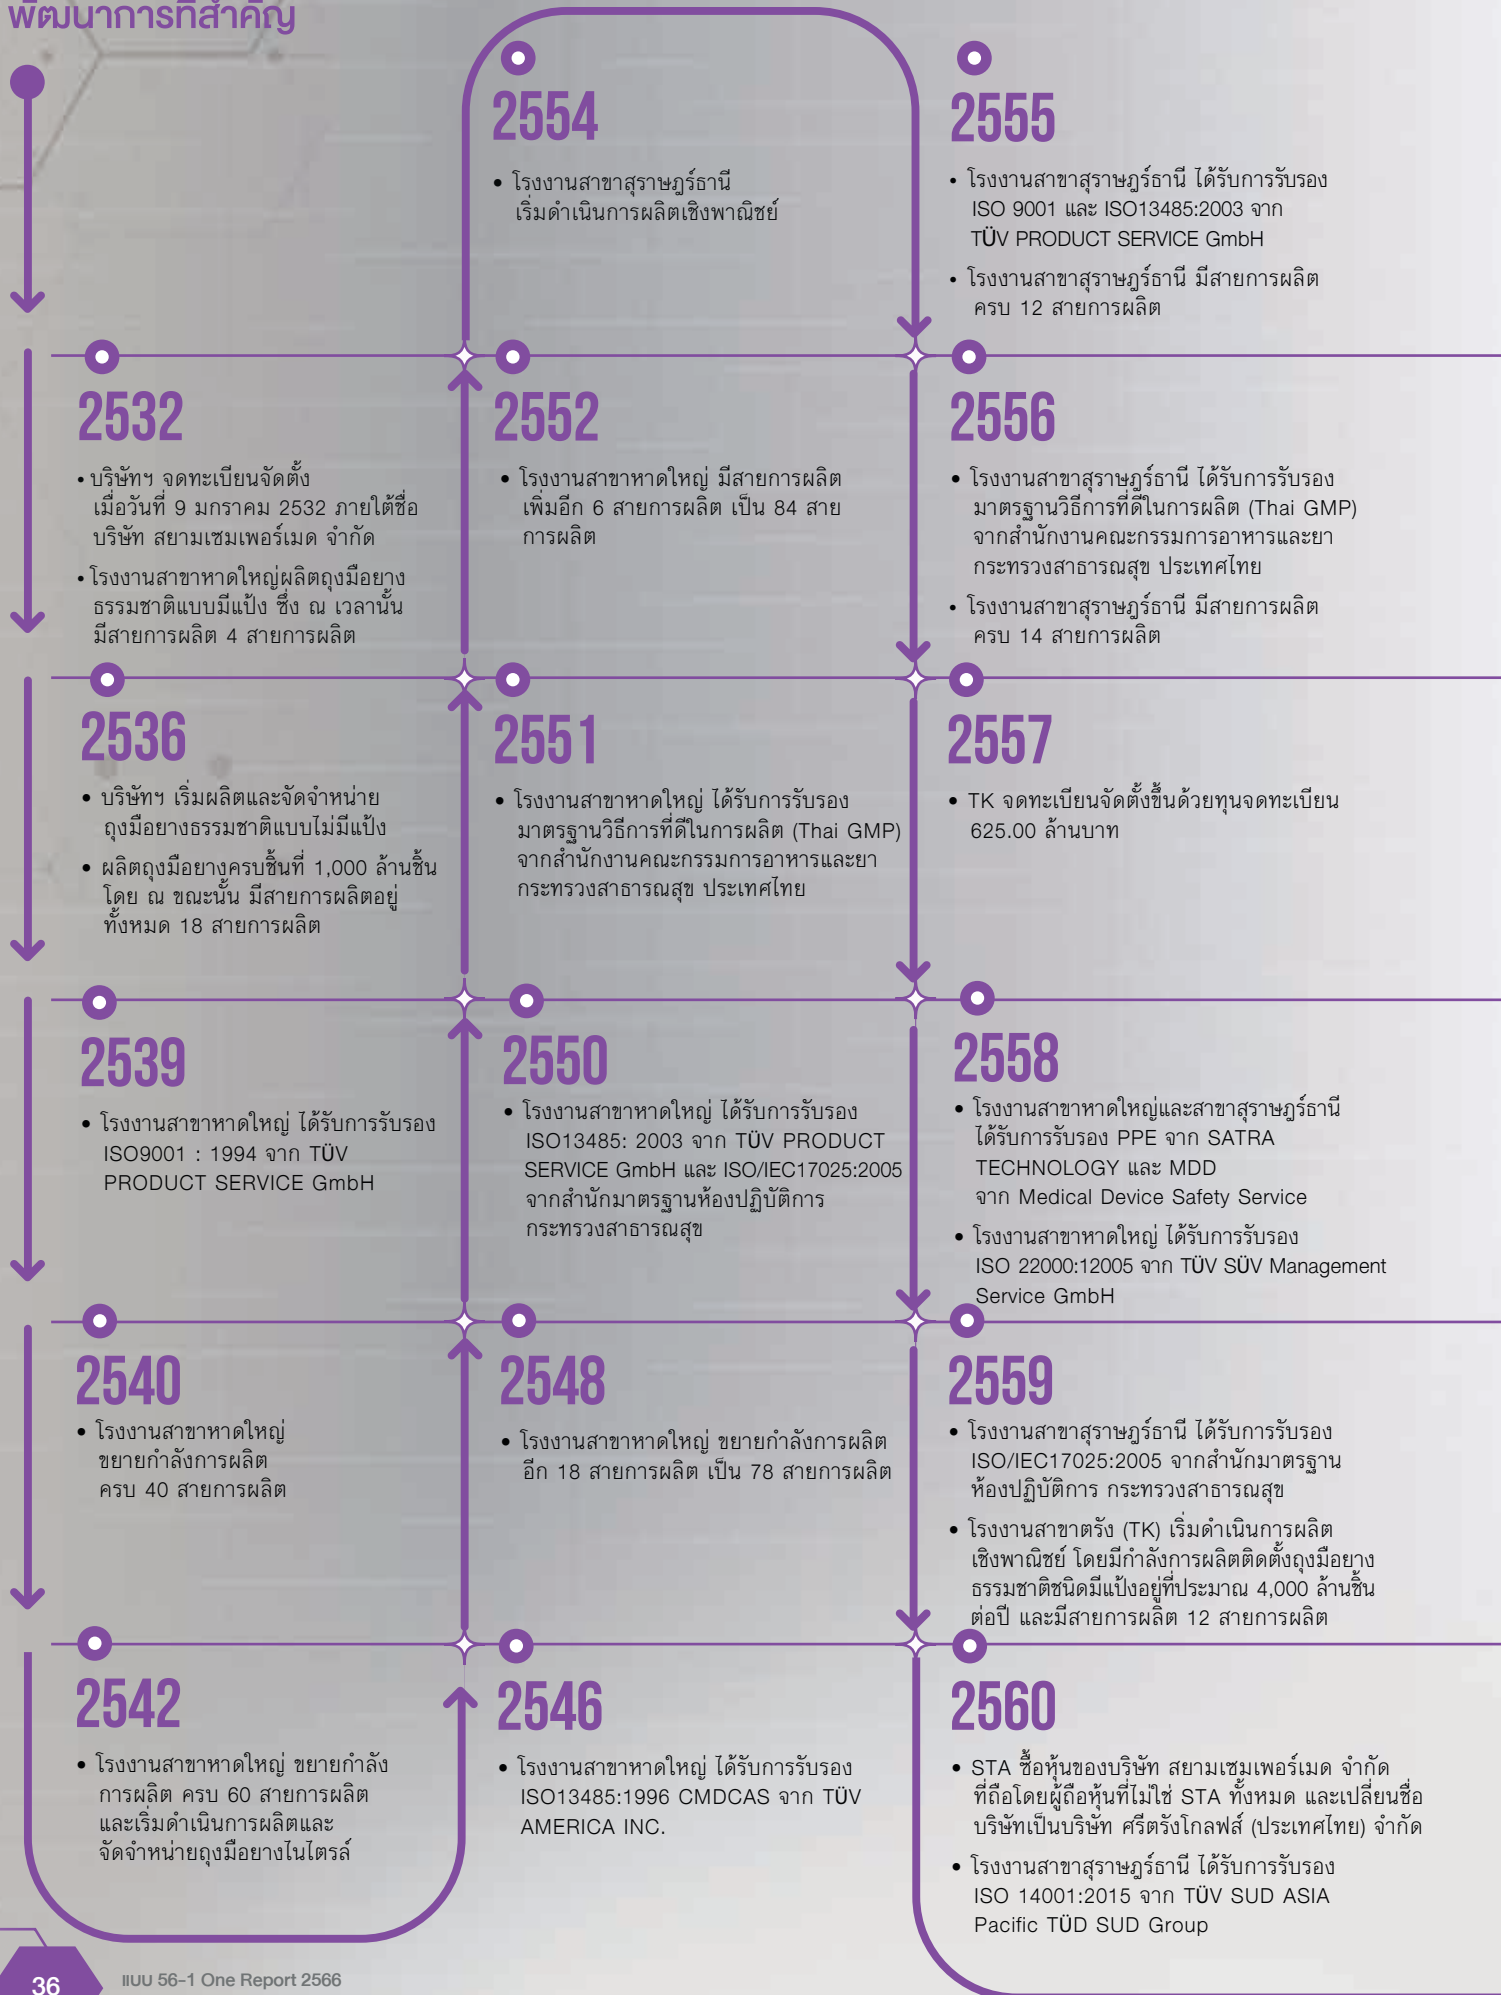 พัฒนาการที่สำคัญ
2532
• บริษัทฯ จดทะเบียนจัดตั้ง
เมื่อวันที่ 9 มกราคม 2532 ภายใต้ชื่อ
บริษัท สยามเซมเพอร์เมด จำกัด
• โรงงานสาขาหาดใหญ่ผลิตถุงมือยาง
ธรรมชาติแบบมีแป้ง ซึ่ง ณ เวลานั้น
มีสายการผลิต 4 สายการผลิต
2536
• บริษัทฯ เริ่มผลิตและจัดจำหน่าย
ถุงมือยางธรรมชาติแบบไม่มีแป้ง
• ผลิตถุงมือยางครบชิ้นที่ 1,000 ล้านชิ้น
โดย ณ ขณะนั้น มีสายการผลิตอยู่
ทั้งหมด 18 สายการผลิต
2539
• โรงงานสาขาหาดใหญ่ ได้รับการรับรอง
ISO9001 : 1994 จาก TÜV
PRODUCT SERVICE GmbH
2540
• โรงงานสาขาหาดใหญ่
ขยายกำลังการผลิต
ครบ 40 สายการผลิต
2542
• โรงงานสาขาหาดใหญ่ ขยายกำลัง
การผลิต ครบ 60 สายการผลิต
และเริ่มดำเนินการผลิตและ
จัดจำหน่ายถุงมือยางไนไตรล์
2546
• โรงงานสาขาหาดใหญ่ ได้รับการรับรอง
ISO13485:1996 CMDCAS จาก TÜV
AMERICA INC.
2548
• โรงงานสาขาหาดใหญ่ ขยายกำลังการผลิต
อีก 18 สายการผลิต เป็น 78 สายการผลิต
2550
• โรงงานสาขาหาดใหญ่ ได้รับการรับรอง
ISO13485: 2003 จาก TÜV PRODUCT
SERVICE GmbH และ ISO/IEC17025:2005
จากสำนักมาตรฐานห้องปฏิบัติการ
กระทรวงสาธารณสุข
2551
• โรงงานสาขาหาดใหญ่ ได้รับการรับรอง
มาตรฐานวิธีการที่ดีในการผลิต (Thai GMP)
จากสำนักงานคณะกรรมการอาหารและยา
กระทรวงสาธารณสุข ประเทศไทย
2552
• โรงงานสาขาหาดใหญ่ มีสายการผลิต
เพิ่มอีก 6 สายการผลิต เป็น 84 สาย
การผลิต
2554
• โรงงานสาขาสุราษฎร์ธานี
เริ่มดำเนินการผลิตเชิงพาณิชย์
2555
• โรงงานสาขาสุราษฎร์ธานี ได้รับการรับรอง
ISO 9001 และ ISO13485:2003 จาก
TÜV PRODUCT SERVICE GmbH
• โรงงานสาขาสุราษฎร์ธานี มีสายการผลิต
ครบ 12 สายการผลิต
2556
• โรงงานสาขาสุราษฎร์ธานี ได้รับการรับรอง
มาตรฐานวิธีการที่ดีในการผลิต (Thai GMP)
จากสำนักงานคณะกรรมการอาหารและยา
กระทรวงสาธารณสุข ประเทศไทย
• โรงงานสาขาสุราษฎร์ธานี มีสายการผลิต
ครบ 14 สายการผลิต
2557
• TK จดทะเบียนจัดตั้งขึ้นด้วยทุนจดทะเบียน
625.00 ล้านบาท
2558
• โรงงานสาขาหาดใหญ่และสาขาสุราษฎร์ธานี
ได้รับการรับรอง PPE จาก SATRA
TECHNOLOGY และ MDD
จาก Medical Device Safety Service
• โรงงานสาขาหาดใหญ่ ได้รับการรับรอง
ISO 22000:12005 จาก TÜV SÜV Management
Service GmbH
2559
• โรงงานสาขาสุราษฎร์ธานี ได้รับการรับรอง
ISO/IEC17025:2005 จากสำนักมาตรฐาน
ห้องปฏิบัติการ กระทรวงสาธารณสุข
• โรงงานสาขาตรัง (TK) เริ่มดำเนินการผลิต
เชิงพาณิชย์ โดยมีกำลังการผลิตติดตั้งถุงมือยาง
ธรรมชาติชนิดมีแป้งอยู่ที่ประมาณ 4,000 ล้านชิ้น
ต่อปี และมีสายการผลิต 12 สายการผลิต
2560
• STA ซื้อหุ้นของบริษัท สยามเซมเพอร์เมด จำกัด
ที่ถือโดยผู้ถือหุ้นที่ไม่ใช่ STA ทั้งหมด และเปลี่ยนชื่อ
บริษัทเป็นบริษัท ศรีตรังโกลฟส์ (ประเทศไทย) จำกัด
• โรงงานสาขาสุราษฎร์ธานี ได้รับการรับรอง
ISO 14001:2015 จาก TÜV SUD ASIA
Pacific TÜD SUD Group
36
แบบ 56-1 One Report 2566